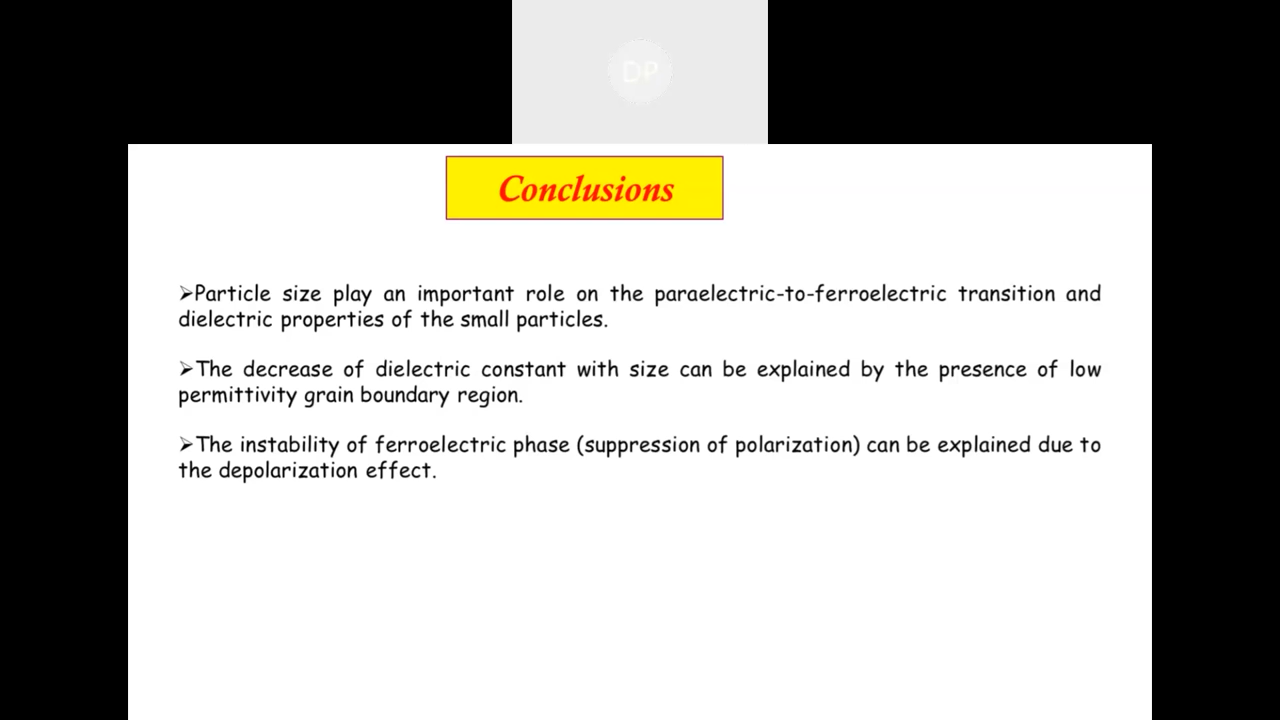 DP
Conclusions
➢Particle size play an important role on the paraelectric-to-ferroelectric transition and
dielectric properties of the small particles.
➢The decrease of dielectric constant with size can be explained by the presence of low
permittivity grain boundary region.
➢The instability of ferroelectric phase (suppression of polarization) can be explained due to
the depolarization effect.